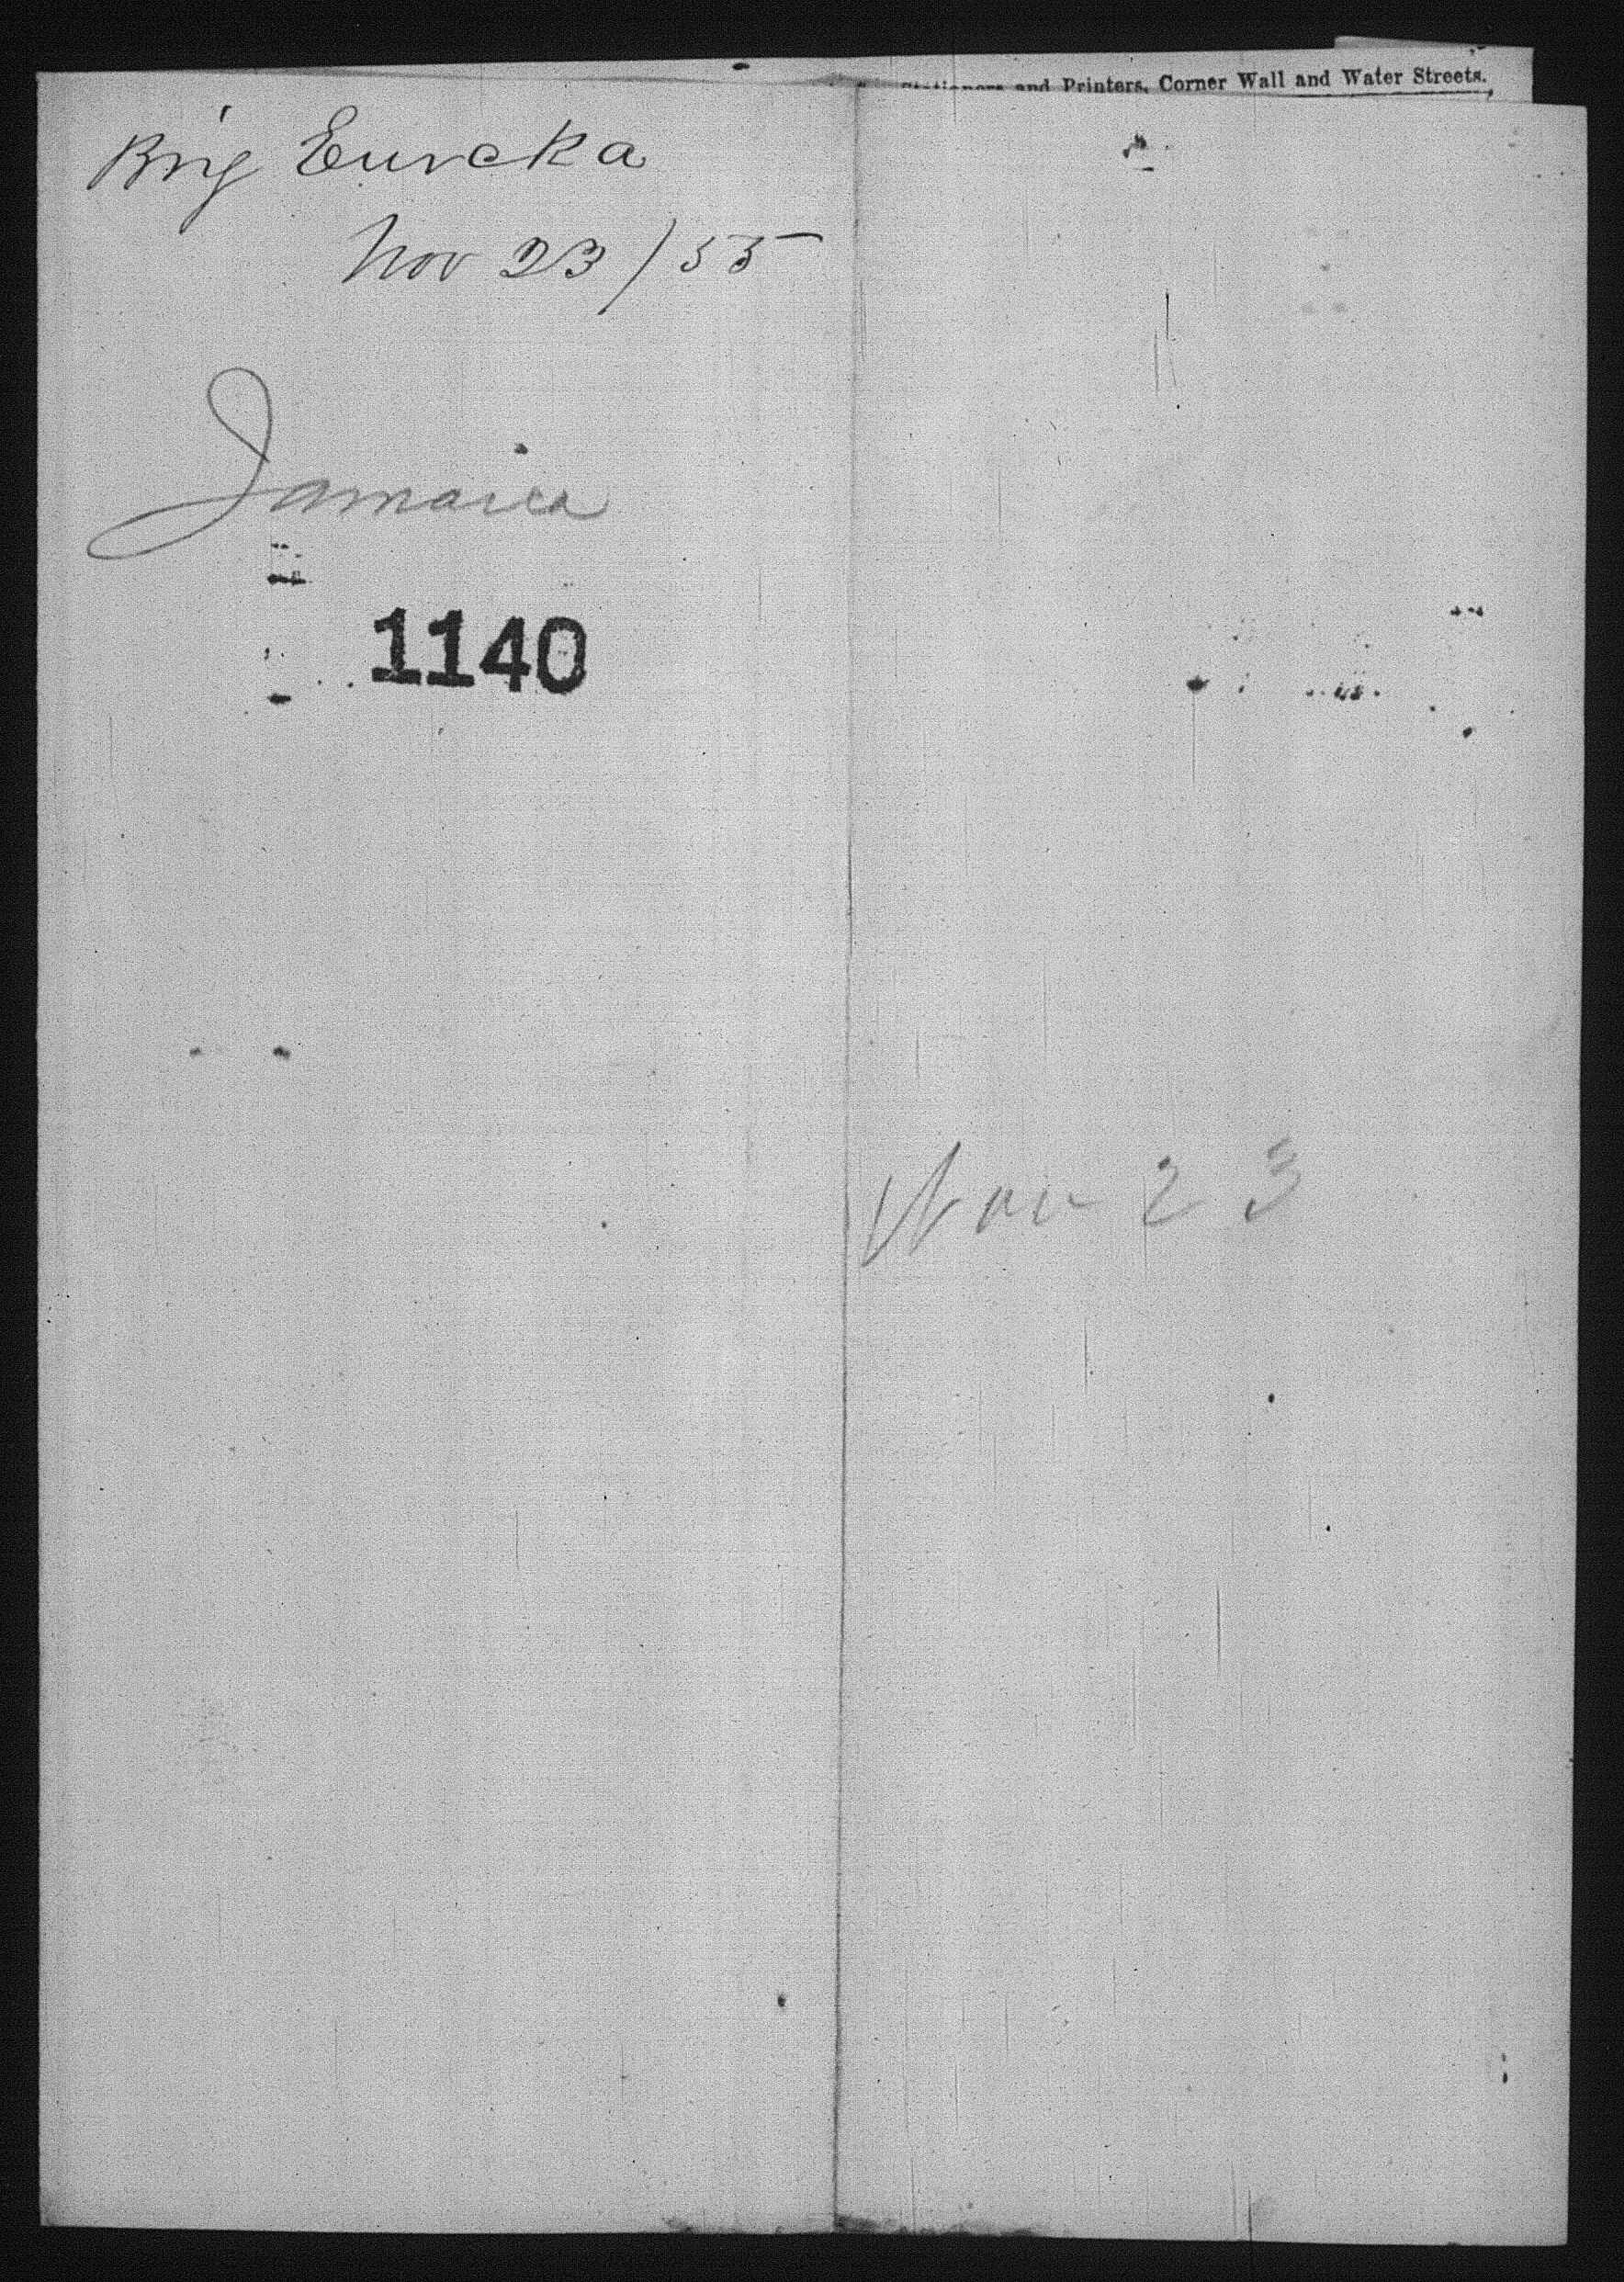 Stationers and Printers, Corner Wall and Water Streets.
Brig Eureka
Nov 23/55
Jamaica
1140
Nov 23